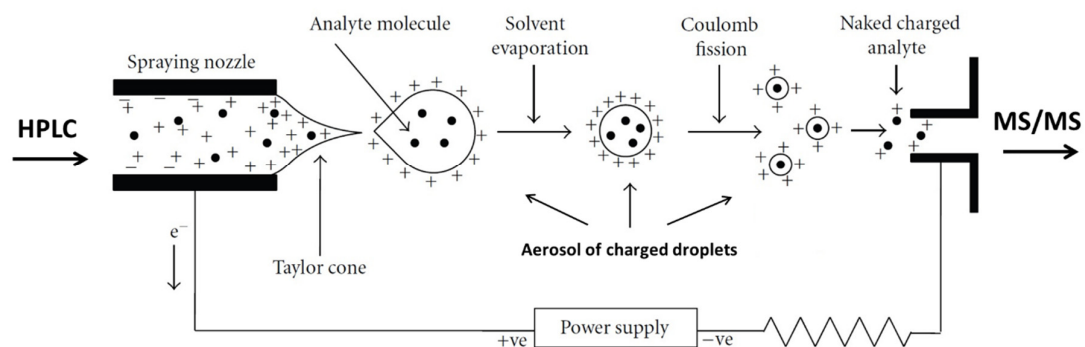 Analyte molecule
Solvent
evaporation
Coulomb
fission
Naked charged
analyte
Spraying nozzle
HPLC
MS/MS
Aerosol of charged droplets
e⁻
Taylor cone
Power supply
+ve
−ve